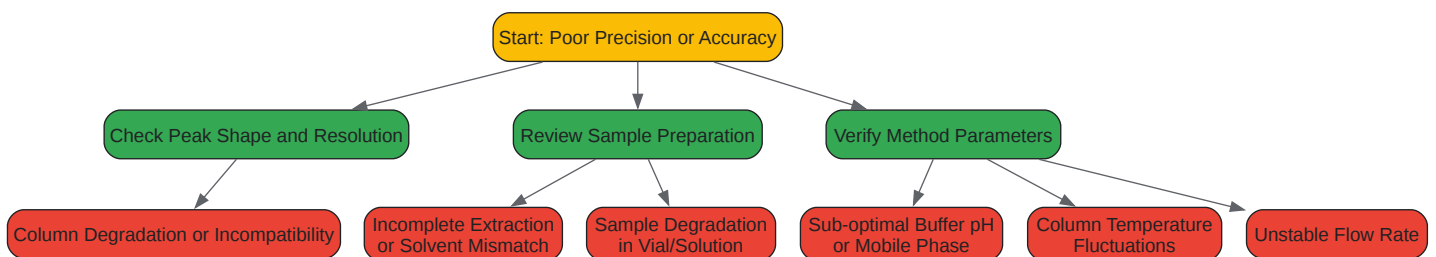 Start: Poor Precision or Accuracy
Check Peak Shape and Resolution
Review Sample Preparation
Verify Method Parameters
Column Degradation or Incompatibility
Incomplete Extraction
or Solvent Mismatch
Sample Degradation
in Vial/Solution
Sub-optimal Buffer pH
or Mobile Phase
Column Temperature
Fluctuations
Unstable Flow Rate